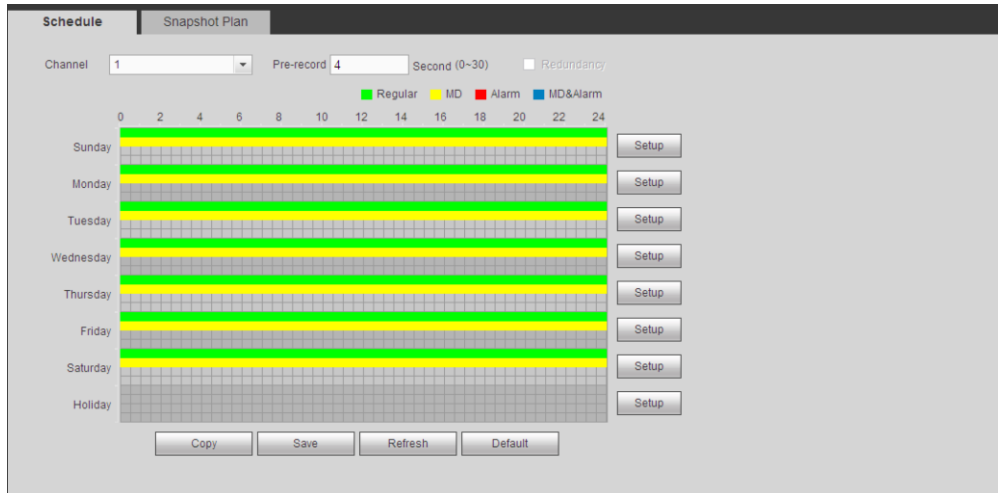 Schedule Snapshot Plan
Channel 1 Pre-record 4 Second (0~30) Redundancy
Regular MD Alarm MD&Alarm
0 2 4 6 8 10 12 14 16 18 20 22 24
Sunday Setup
Monday Setup
Tuesday Setup
Wednesday Setup
Thursday Setup
Friday Setup
Saturday Setup
Holiday Setup
Copy Save Refresh Default